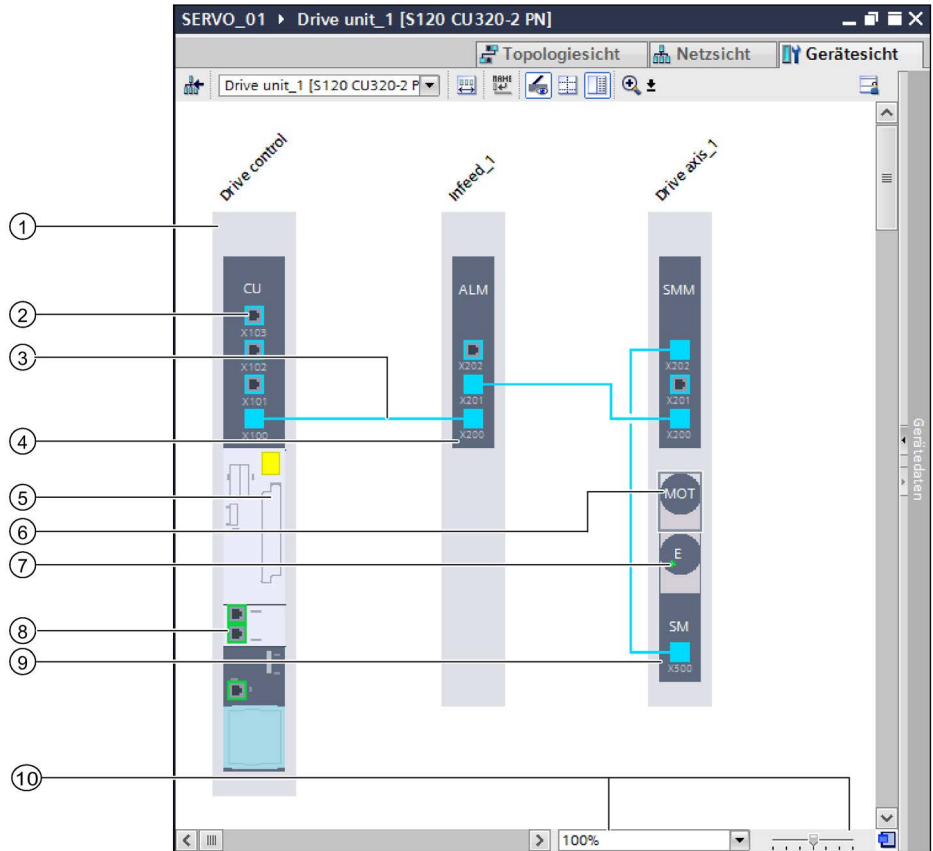 SERVO_01 ▸ Drive unit_1 [S120 CU320-2 PN]
Topologiesicht
Netzsicht
Gerätesicht
Drive unit_1 [S120 CU320-2 P
NAME
±
Drive control
Infeed_1
Drive axis_1
1
CU
ALM
SMM
2
X103
X102
X202
X202
3
X101
X201
X201
4
X100
X200
X200
Gerätedaten
5
MOT
6
E
7
8
SM
9
X500
10
100%